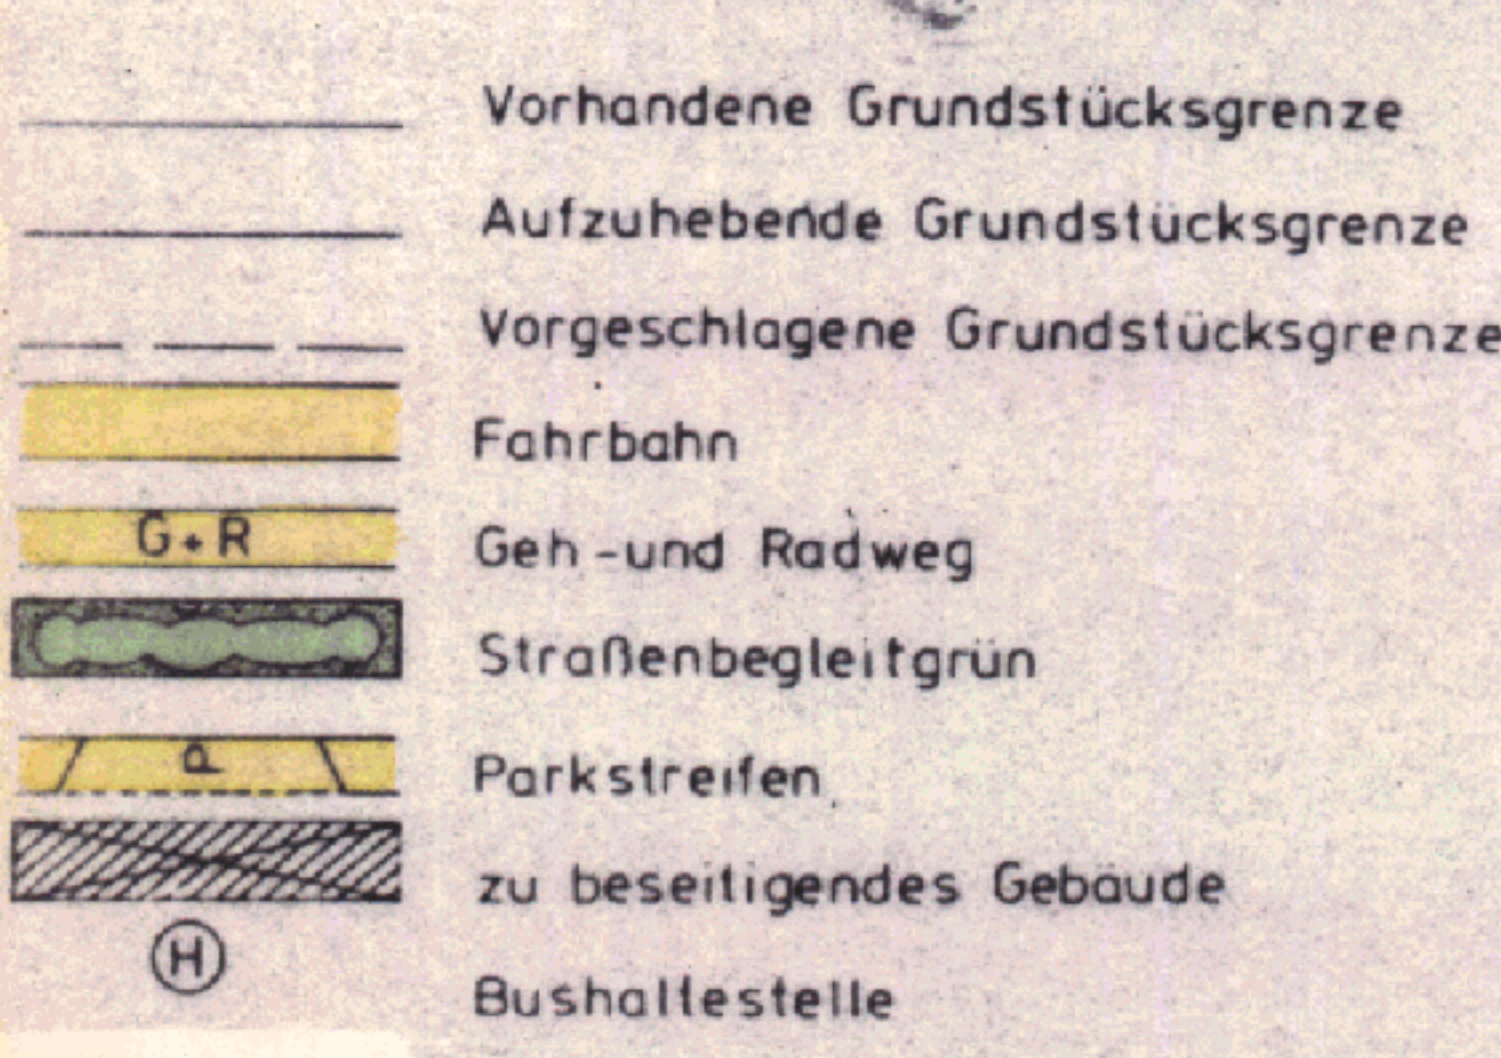 Vorhandene Grundstücksgrenze
Aufzuhebende Grundstücksgrenze
Vorgeschlagene Grundstücksgrenze
Fahrbahn
G+R Geh-und Radweg
Straßenbegleitgrün
P Parkstreifen
zu beseitigendes Gebäude
H
Bushaltestelle